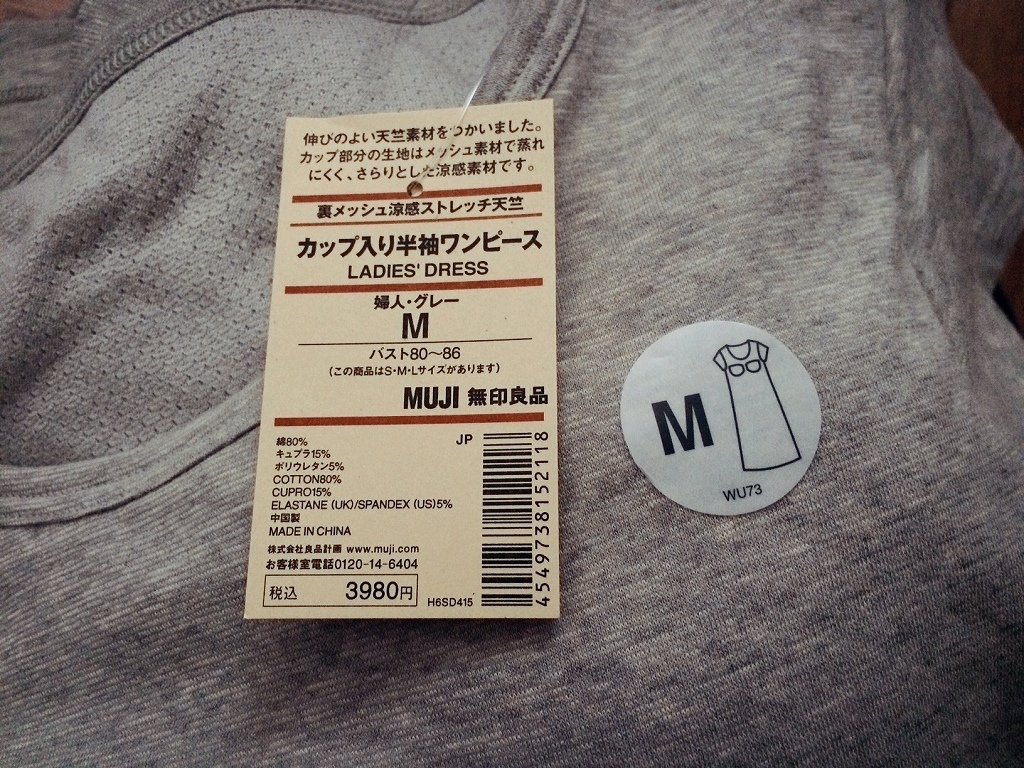 伸びのよい天竺素材をつかいました。
カップ部分の生地はメッシュ素材で蒸れ
にくく、さらりとした涼感素材です。
裏メッシュ涼感ストレッチ天竺
カップ入り半袖ワンピース
LADIES' DRESS
婦人・グレー
M
バスト80〜86
(この商品はS・M・Lサイズがあります)
MUJI 無印良品
綿80%
キュプラ15%
ポリウレタン5%
COTTON80%
CUPRO15%
ELASTANE (UK)/SPANDEX (US)5%
中国製
MADE IN CHINA
株式会社良品計画 www.muji.com
お客様室電話0120-14-6404
税込 3980円
H6SD415
JP
4549738152118
M
WU73